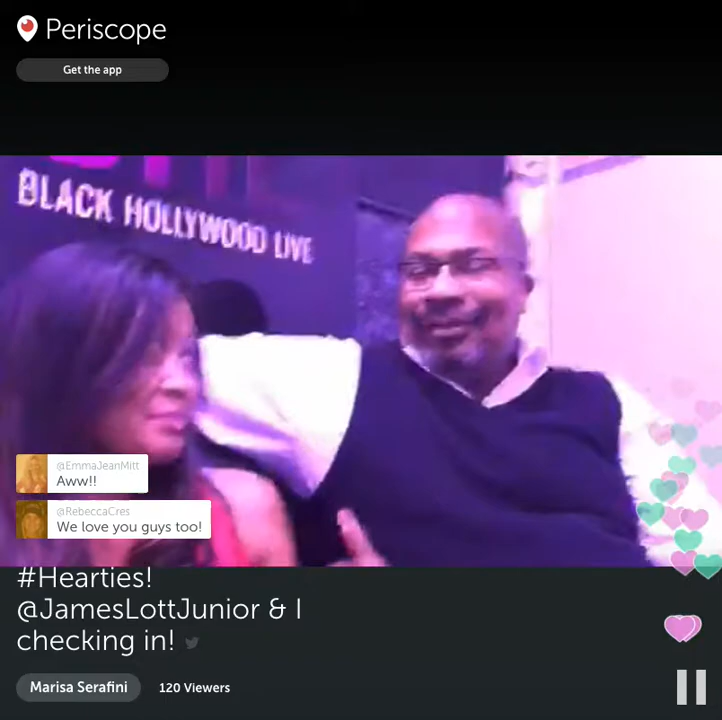 Periscope
Get the app
BLACK HOLLYWOOD LIVE
@EmmaJeanMitt
Aww!!
@RebeccaCres
We love you guys too!
#Hearties!
@JamesLottJunior & I
checking in!
Marisa Serafini
120 Viewers